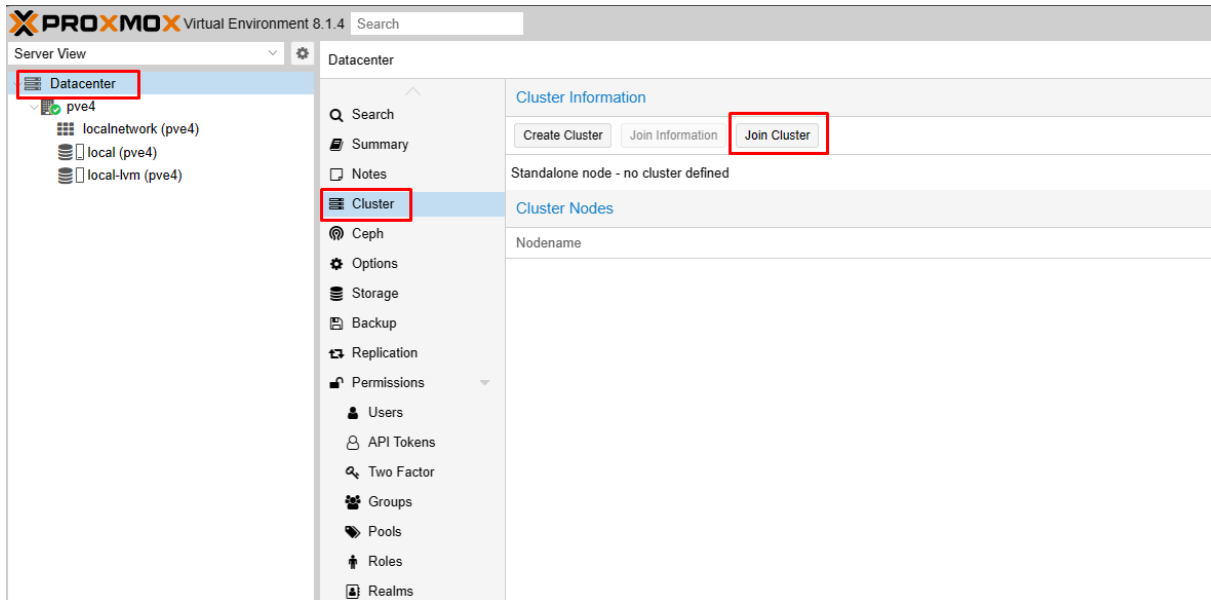 PROXMOX Virtual Environment 8.1.4 Search
Server View
Datacenter
pve4
localnetwork (pve4)
local (pve4)
local-lvm (pve4)
Datacenter
Search
Summary
Notes
Cluster
Ceph
Options
Storage
Backup
Replication
Permissions
Users
API Tokens
Two Factor
Groups
Pools
Roles
Realms
Cluster Information
Create Cluster Join Information Join Cluster
Standalone node - no cluster defined
Cluster Nodes
Nodename